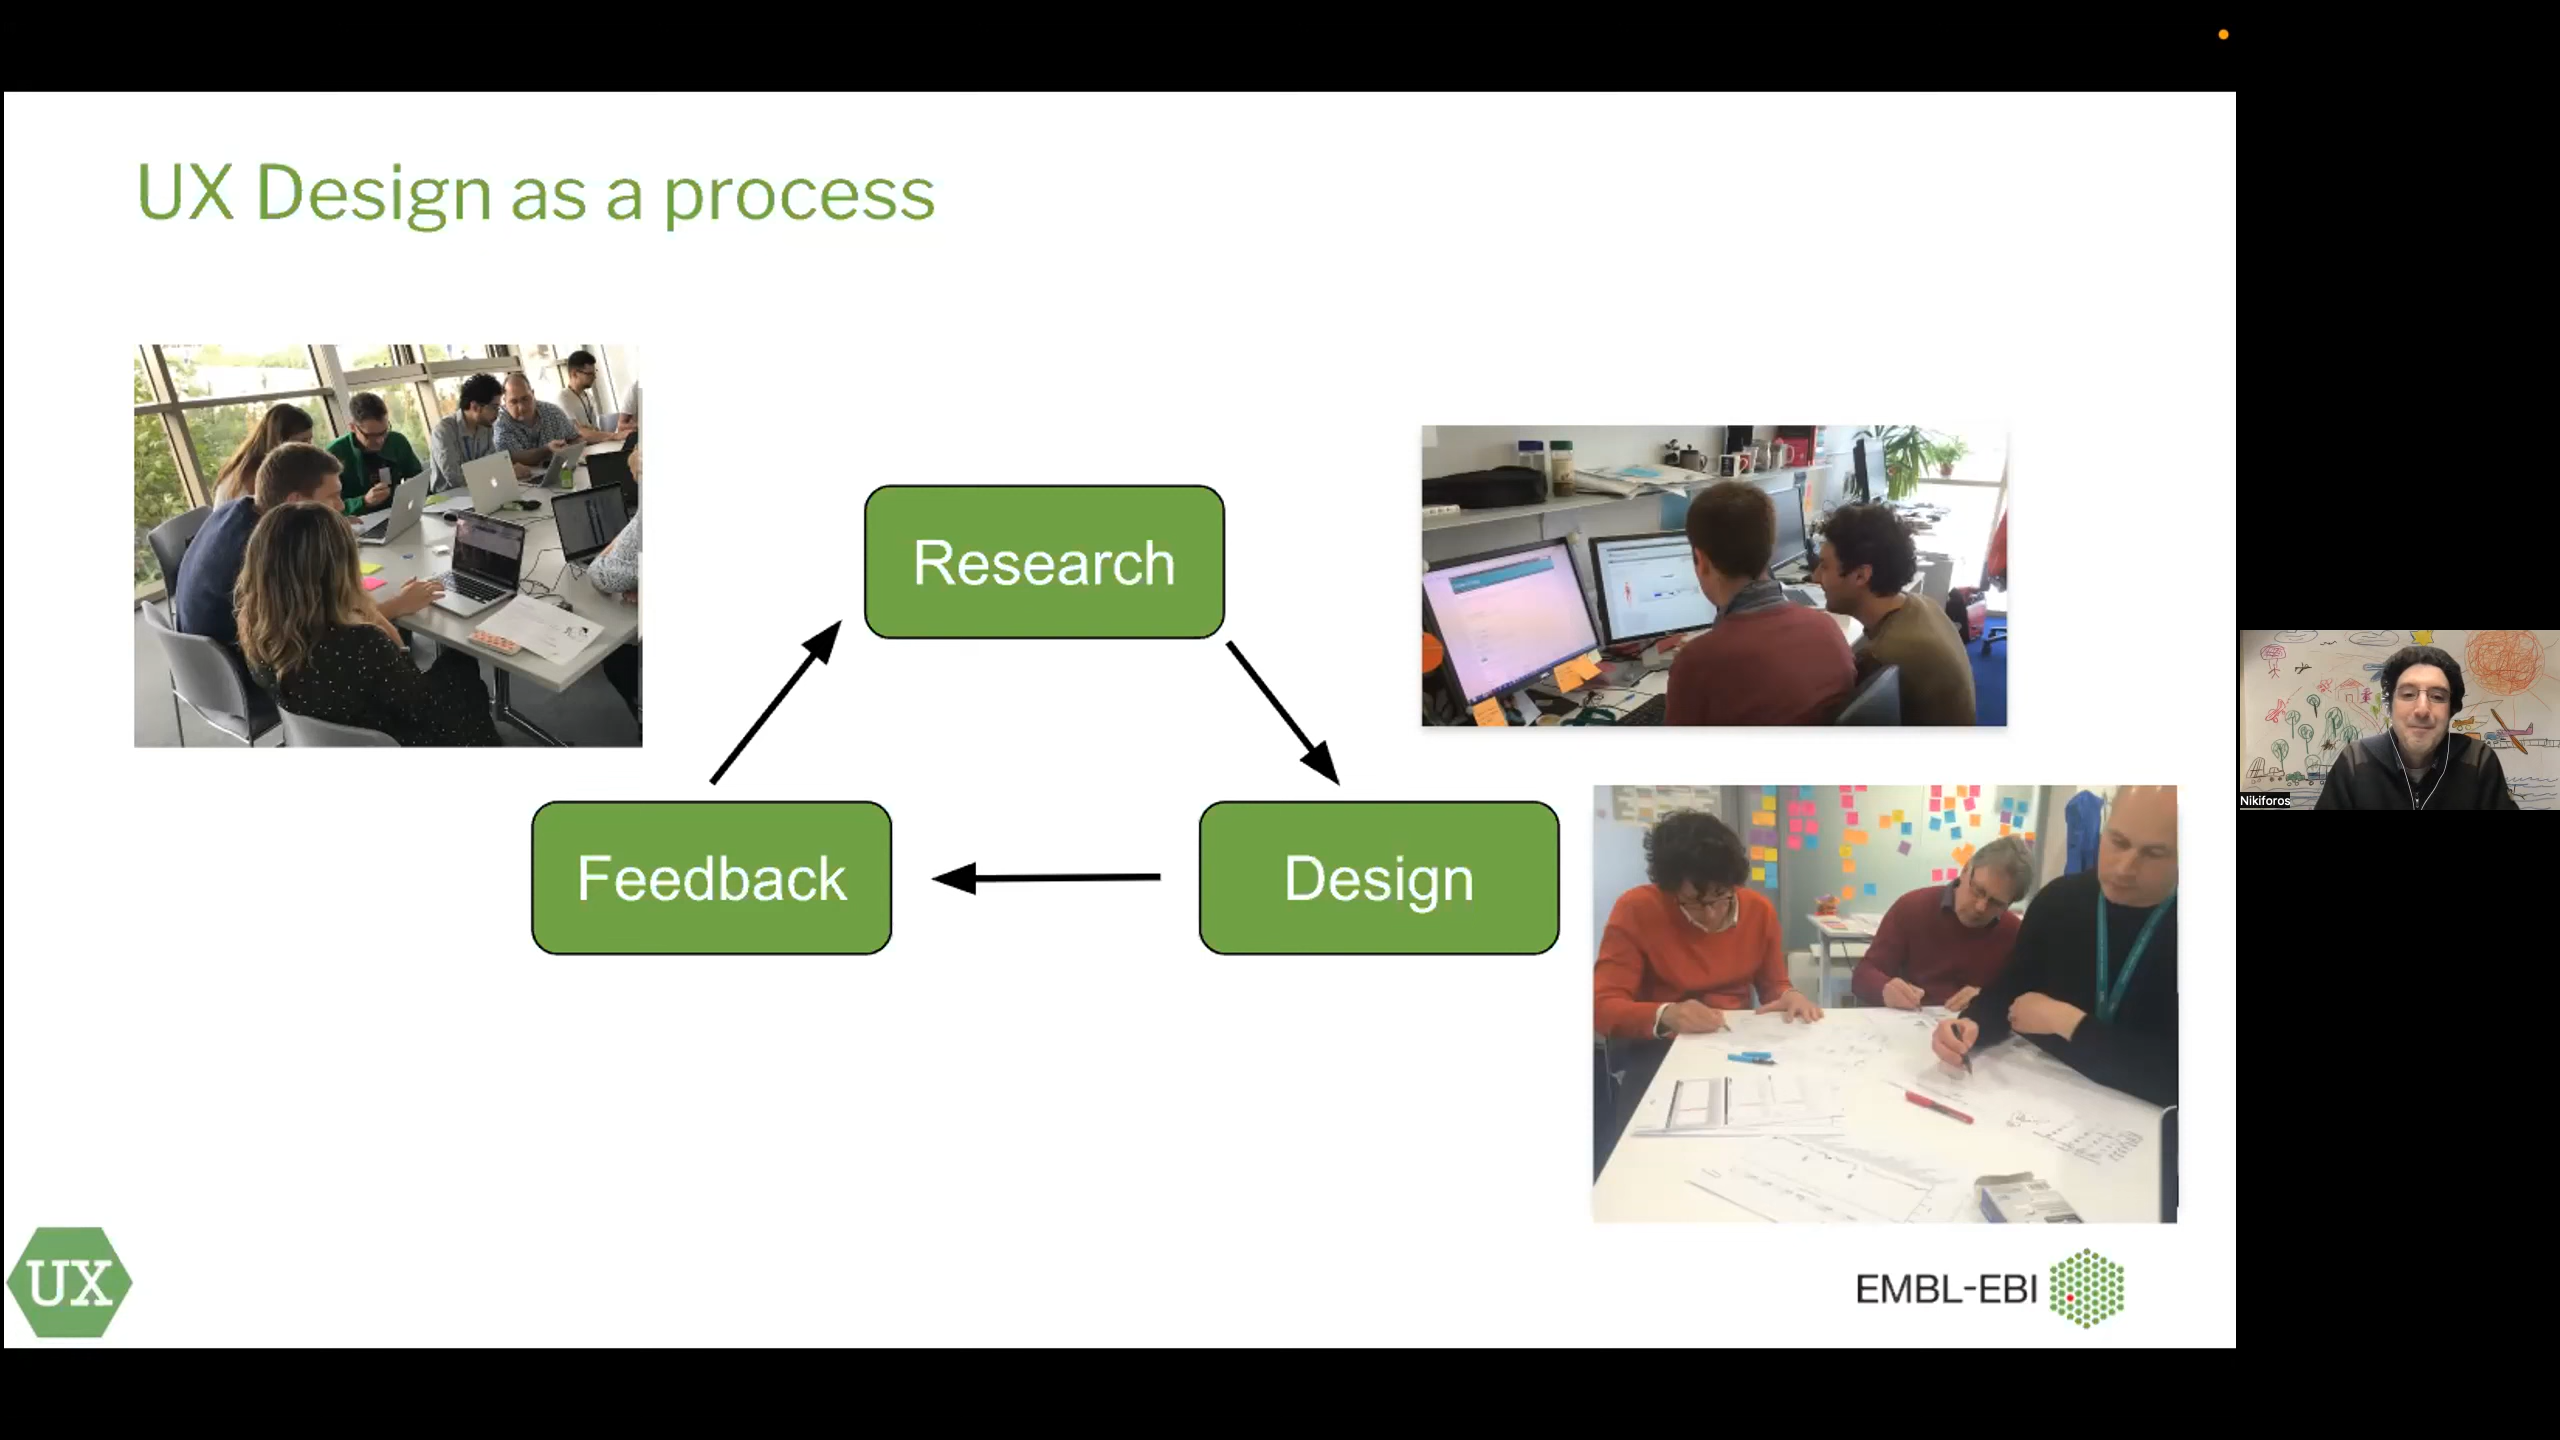 UX Design as a process
Research
Feedback
Design
Nikiforos
UX
EMBL-EBI